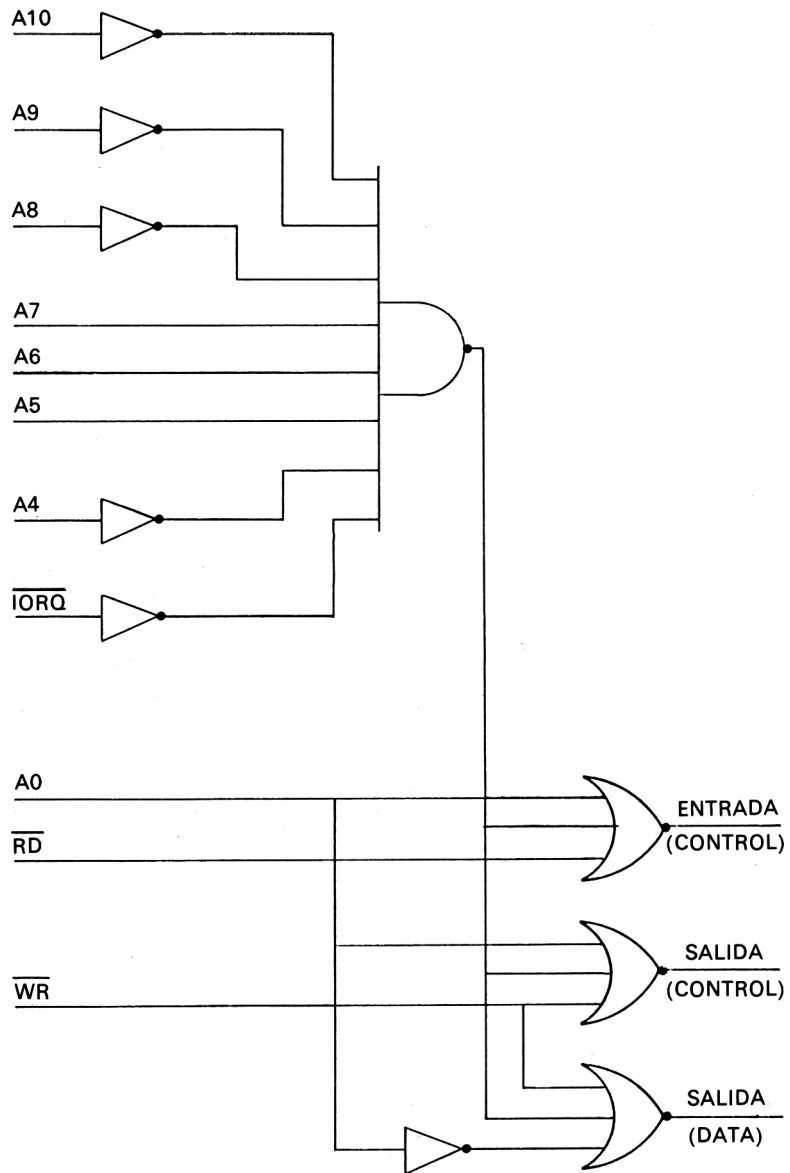 A10
A9
A8
A7
A6
A5
A4
IORQ
A0
RD
WR
ENTRADA
(CONTROL)
SALIDA
(CONTROL)
SALIDA
(DATA)